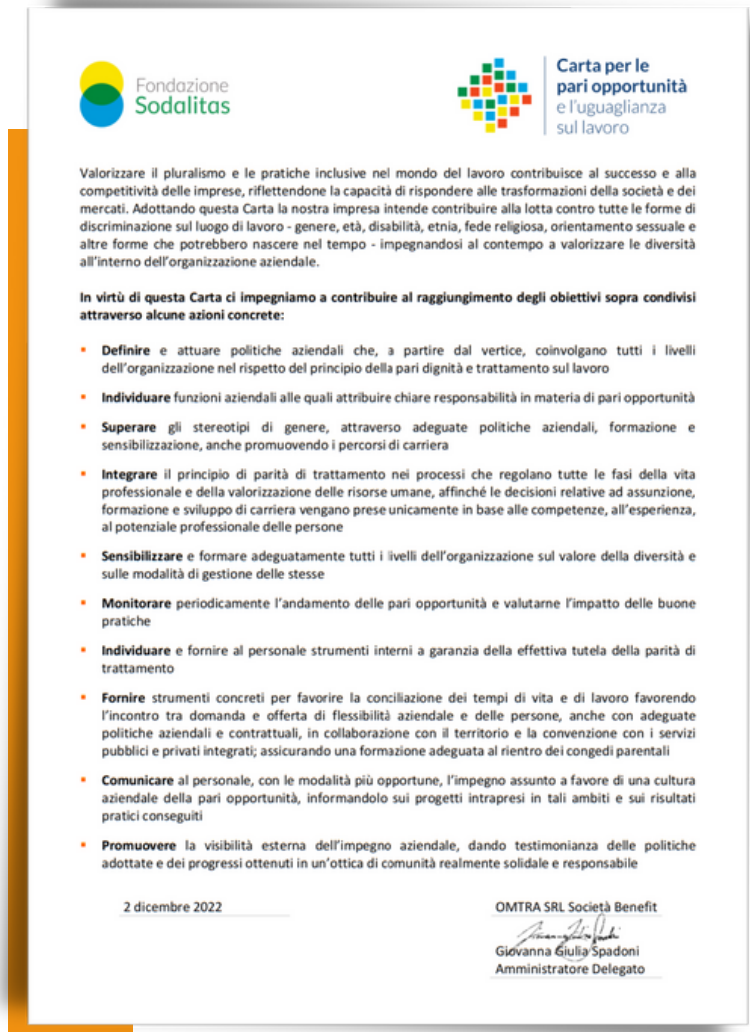 Fondazione
Sodalitas
Carta per le
pari opportunità
e l'uguaglianza
sul lavoro
Valorizzare il pluralismo e le pratiche inclusive nel mondo del lavoro contribuisce al successo e alla
competitività delle imprese, riflettendone la capacità di rispondere alle trasformazioni della società e dei
mercati. Adottando questa Carta la nostra impresa intende contribuire alla lotta contro tutte le forme di
discriminazione sul luogo di lavoro - genere, età, disabilità, etnia, fede religiosa, orientamento sessuale e
altre forme che potrebbero nascere nel tempo - impegnandosi al contempo a valorizzare le diversità
all'interno dell'organizzazione aziendale.
In virtù di questa Carta ci impegniamo a contribuire al raggiungimento degli obiettivi sopra condivisi
attraverso alcune azioni concrete:
▪ Definire e attuare politiche aziendali che, a partire dal vertice, coinvolgano tutti i livelli
dell'organizzazione nel rispetto del principio della pari dignità e trattamento sul lavoro
▪ Individuare funzioni aziendali alle quali attribuire chiare responsabilità in materia di pari opportunità
▪ Superare gli stereotipi di genere, attraverso adeguate politiche aziendali, formazione e
sensibilizzazione, anche promuovendo i percorsi di carriera
▪ Integrare il principio di parità di trattamento nei processi che regolano tutte le fasi della vita
professionale e della valorizzazione delle risorse umane, affinché le decisioni relative ad assunzione,
formazione e sviluppo di carriera vengano prese unicamente in base alle competenze, all'esperienza,
al potenziale professionale delle persone
▪ Sensibilizzare e formare adeguatamente tutti i livelli dell'organizzazione sul valore della diversità e
sulle modalità di gestione delle stesse
▪ Monitorare periodicamente l'andamento delle pari opportunità e valutarne l'impatto delle buone
pratiche
▪ Individuare e fornire al personale strumenti interni a garanzia della effettiva tutela della parità di
trattamento
▪ Fornire strumenti concreti per favorire la conciliazione dei tempi di vita e di lavoro favorendo
l'incontro tra domanda e offerta di flessibilità aziendale e delle persone, anche con adeguate
politiche aziendali e contrattuali, in collaborazione con il territorio e la convenzione con i servizi
pubblici e privati integrati; assicurando una formazione adeguata al rientro dei congedi parentali
▪ Comunicare al personale, con le modalità più opportune, l'impegno assunto a favore di una cultura
aziendale della pari opportunità, informandolo sui progetti intrapresi in tali ambiti e sui risultati
pratici conseguiti
▪ Promuovere la visibilità esterna dell'impegno aziendale, dando testimonianza delle politiche
adottate e dei progressi ottenuti in un'ottica di comunità realmente solidale e responsabile
2 dicembre 2022
OMTRA SRL Società Benefit
Giovanna Giulia Spadoni
Amministratore Delegato